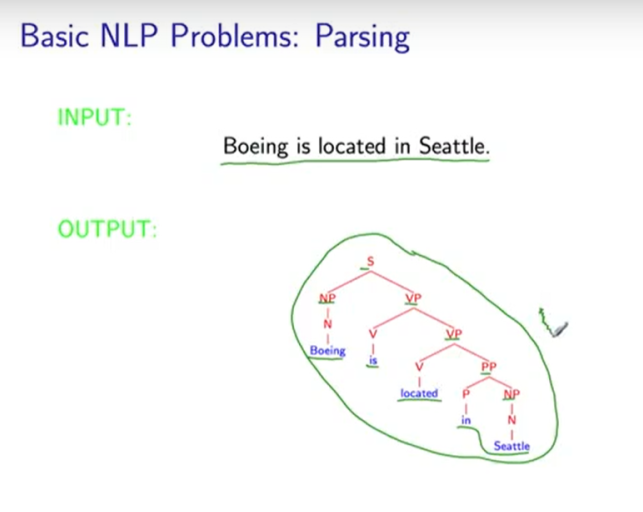 Basic NLP Problems: Parsing
INPUT:
Boeing is located in Seattle.
OUTPUT:
S
NP VP
N V VP
Boeing is V PP
located P NP
in N
Seattle